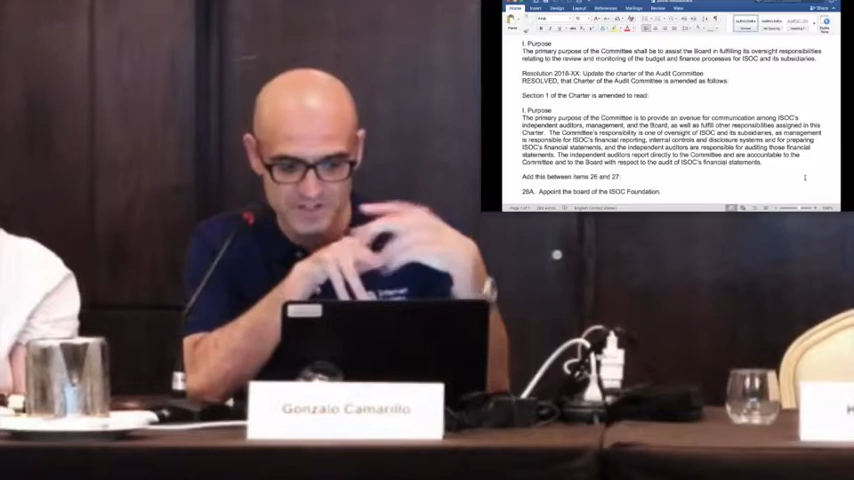 Home Insert Design Layout References Mailings Review View
I. Purpose
The primary purpose of the Committee shall be to assist the Board in fulfilling its oversight responsibilities
relating to the review and monitoring of the budget and finance processes for ISOC and its subsidiaries.
Resolution 2018-XX: Update the charter of the Audit Committee
RESOLVED, that Charter of the Audit Committee is amended as follows:
Section 1 of the Charter is amended to read:
I. Purpose
The primary purpose of the Committee is to provide an avenue for communication among ISOC's
independent auditors, management, and the Board, as well as fulfill other responsibilities assigned in this
Charter. The Committee's responsibility is one of oversight of ISOC and its subsidiaries, as management
is responsible for ISOC's financial reporting, internal controls and disclosure systems and for preparing
ISOC's financial statements, and the independent auditors are responsible for auditing those financial
statements. The independent auditors report directly to the Committee and are accountable to the
Committee and to the Board with respect to the audit of ISOC's financial statements.
Add this between items 26 and 27:
26A. Appoint the board of the ISOC Foundation.
Gonzalo Camarillo